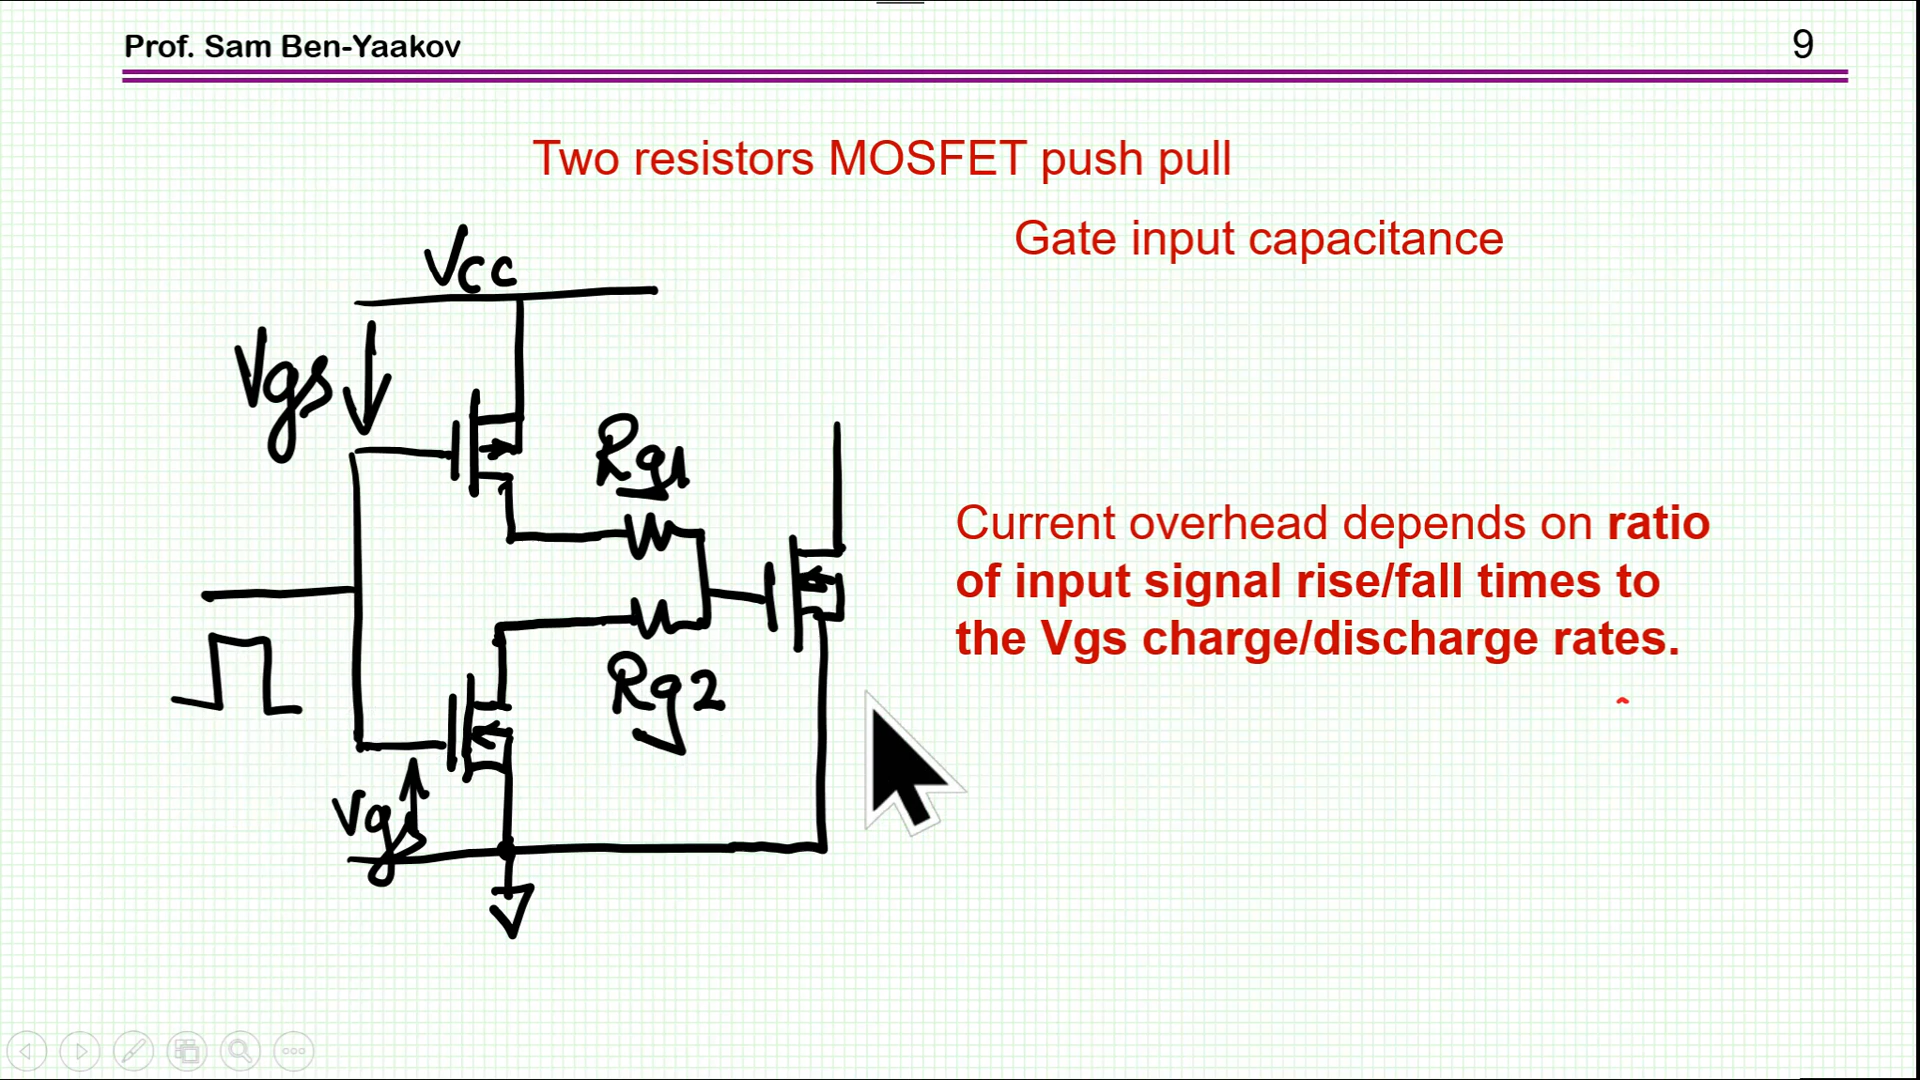 Prof. Sam Ben-Yaakov
9
Two resistors MOSFET push pull
Gate input capacitance
Vcc
Vgs
Rg1
Current overhead depends on ratio
of input signal rise/fall times to
the Vgs charge/discharge rates.
Rg2
Vgs